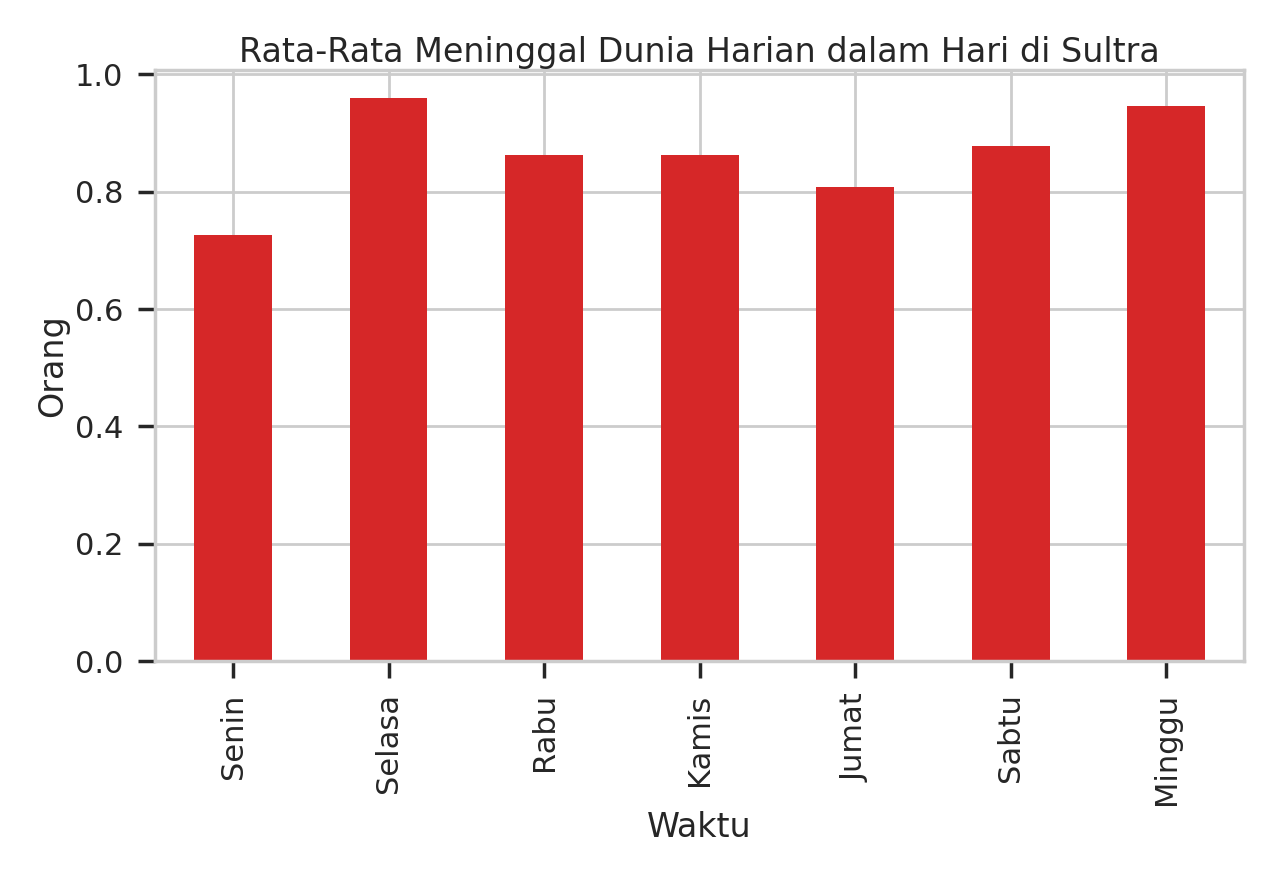 Rata-Rata Meninggal Dunia Harian dalam Hari di Sultra
1.0
0.8
0.6
0.4
0.2
0.0
Orang
Senin
Selasa
Rabu
Kamis
Jumat
Sabtu
Minggu
Waktu